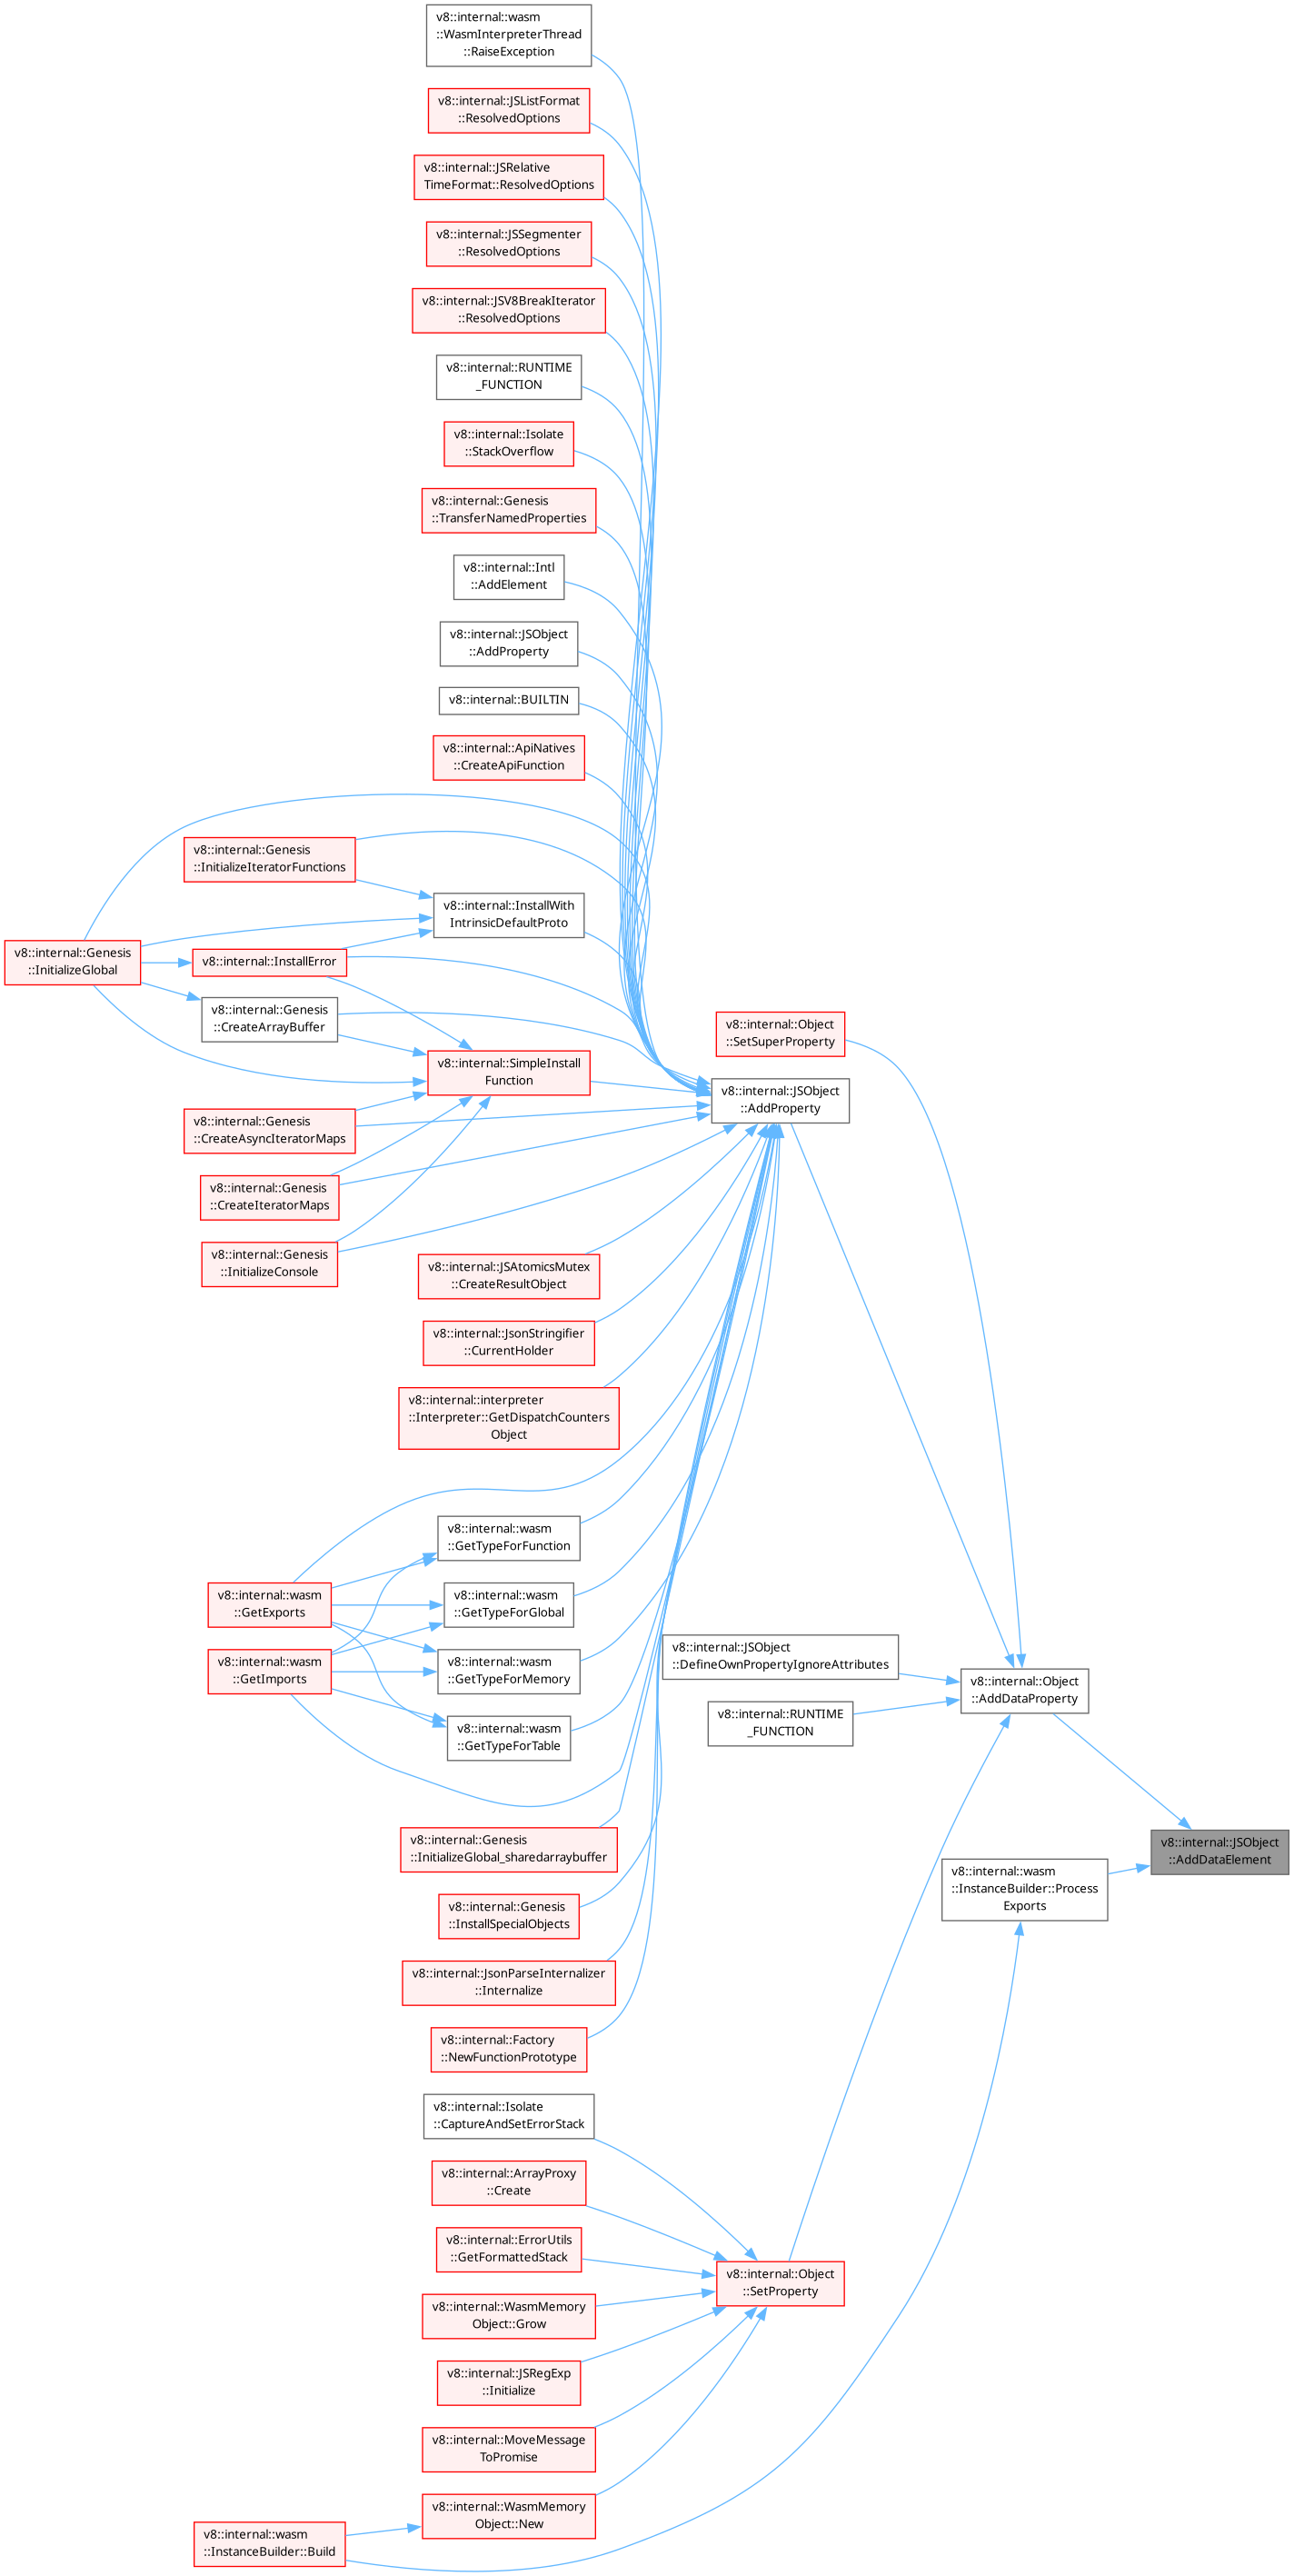 v8::internal::wasm
::WasmInterpreterThread
::RaiseException
v8::internal::JSListFormat
::ResolvedOptions
v8::internal::JSRelative
TimeFormat::ResolvedOptions
v8::internal::JSSegmenter
::ResolvedOptions
v8::internal::JSV8BreakIterator
::ResolvedOptions
v8::internal::RUNTIME
_FUNCTION
v8::internal::Isolate
::StackOverflow
v8::internal::Genesis
::TransferNamedProperties
v8::internal::Intl
::AddElement
v8::internal::JSObject
::AddProperty
v8::internal::BUILTIN
v8::internal::ApiNatives
::CreateApiFunction
v8::internal::Genesis
::InitializeIteratorFunctions
v8::internal::InstallWith
IntrinsicDefaultProto
v8::internal::Genesis
::InitializeGlobal
v8::internal::InstallError
v8::internal::Genesis
::CreateArrayBuffer
v8::internal::Object
::SetSuperProperty
v8::internal::SimpleInstall
Function
v8::internal::JSObject
::AddProperty
v8::internal::Genesis
::CreateAsyncIteratorMaps
v8::internal::Genesis
::CreateIteratorMaps
v8::internal::Genesis
::InitializeConsole
v8::internal::JSAtomicsMutex
::CreateResultObject
v8::internal::JsonStringifier
::CurrentHolder
v8::internal::interpreter
::Interpreter::GetDispatchCounters
Object
v8::internal::wasm
::GetTypeForFunction
v8::internal::wasm
::GetExports
v8::internal::wasm
::GetTypeForGlobal
v8::internal::wasm
::GetImports
v8::internal::wasm
::GetTypeForMemory
v8::internal::JSObject
::DefineOwnPropertyIgnoreAttributes
v8::internal::Object
::AddDataProperty
v8::internal::RUNTIME
_FUNCTION
v8::internal::wasm
::GetTypeForTable
v8::internal::Genesis
::InitializeGlobal_sharedarraybuffer
v8::internal::JSObject
::AddDataElement
v8::internal::wasm
::InstanceBuilder::Process
Exports
v8::internal::Genesis
::InstallSpecialObjects
v8::internal::JsonParseInternalizer
::Internalize
v8::internal::Factory
::NewFunctionPrototype
v8::internal::Isolate
::CaptureAndSetErrorStack
v8::internal::ArrayProxy
::Create
v8::internal::ErrorUtils
::GetFormattedStack
v8::internal::Object
::SetProperty
v8::internal::WasmMemory
Object::Grow
v8::internal::JSRegExp
::Initialize
v8::internal::MoveMessage
ToPromise
v8::internal::WasmMemory
Object::New
v8::internal::wasm
::InstanceBuilder::Build